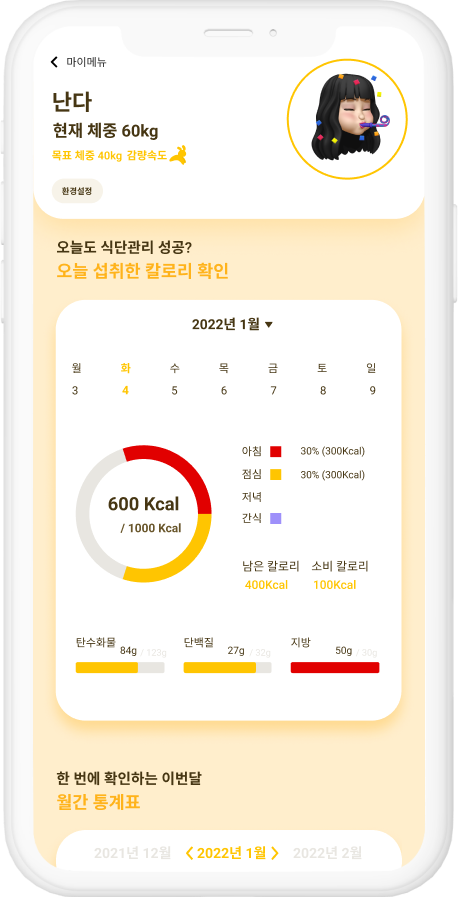 마이메뉴
난다
현재 체중 60kg
목표 체중 40kg 감량속도
환경설정
오늘도 식단관리 성공?
오늘 섭취한 칼로리 확인
2022년 1월
월 화 수 목 금 토 일
3 4 5 6 7 8 9
600 Kcal
/ 1000 Kcal
아침 30% (300Kcal)
점심 30% (300Kcal)
저녁
간식
남은 칼로리 소비 칼로리
400Kcal 100Kcal
탄수화물 84g / 123g
단백질 27g / 32g
지방 50g / 30g
한 번에 확인하는 이번달
월간 통계표
2021년 12월 < 2022년 1월 > 2022년 2월